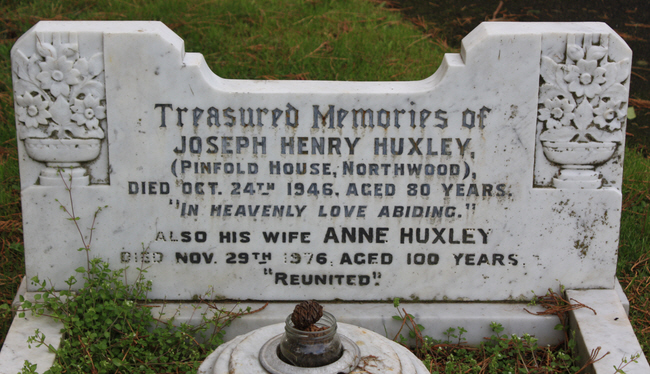 Treasured Memories of
JOSEPH HENRY HUXLEY,
(PINFOLD HOUSE, NORTHWOOD),
DIED OCT. 24TH 1946, AGED 80 YEARS.
"IN HEAVENLY LOVE ABIDING."
ALSO HIS WIFE ANNE HUXLEY
DIED NOV. 29TH 1976, AGED 100 YEARS.
"REUNITED".